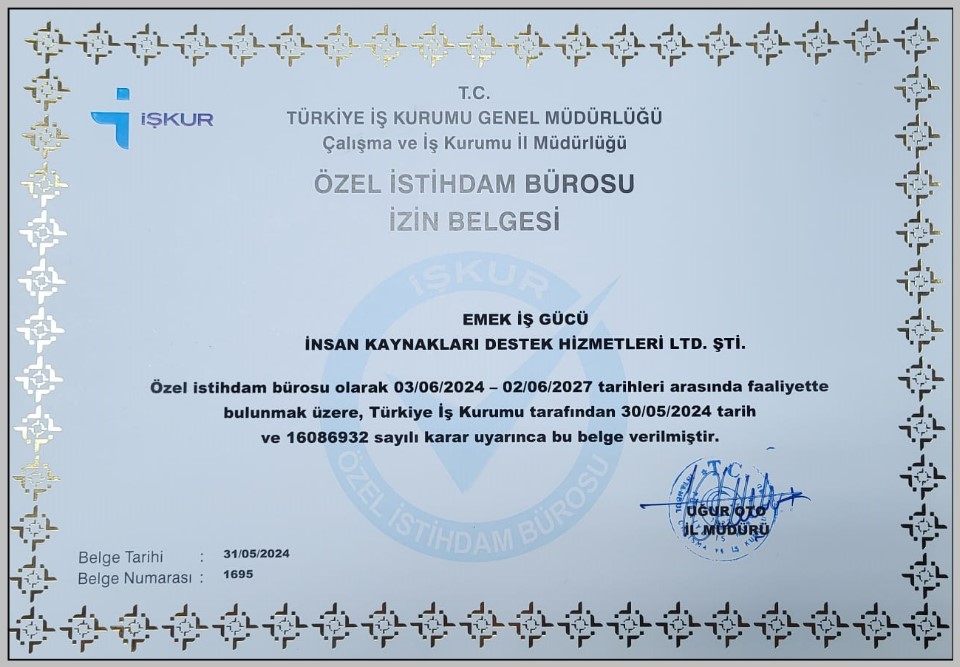 İŞKUR
T.C.
TÜRKİYE İŞ KURUMU GENEL MÜDÜRLÜĞÜ
Çalışma ve İş Kurumu İl Müdürlüğü
ÖZEL İSTİHDAM BÜROSU
İZİN BELGESİ
İŞKUR
EMEK İŞ GÜCÜ
İNSAN KAYNAKLARI DESTEK HİZMETLERİ LTD. ŞTİ.
Özel istihdam bürosu olarak 03/06/2024 – 02/06/2027 tarihleri arasında faaliyette
bulunmak üzere, Türkiye İş Kurumu tarafından 30/05/2024 tarih
ve 16086932 sayılı karar uyarınca bu belge verilmiştir.
ÖZEL İSTİHDAM BÜROSU
T.C.
UĞUR OTO
İL MÜDÜRÜ
Belge Tarihi : 31/05/2024
Belge Numarası : 1695